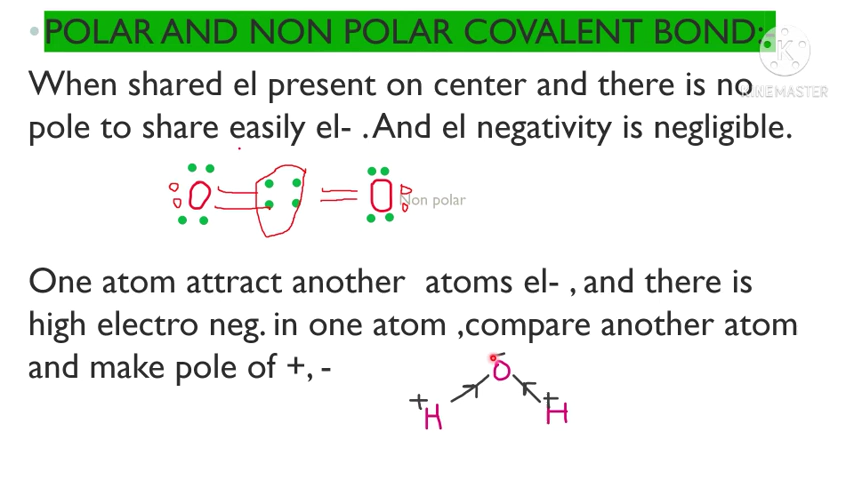 • POLAR AND NON POLAR COVALENT BOND:-
K
KINEMASTER
When shared el present on center and there is no
pole to share easily el- .And el negativity is negligible.
O = = O
Non polar
One atom attract another atoms el- , and there is
high electro neg. in one atom ,compare another atom
and make pole of +, -
- O
+ H + H